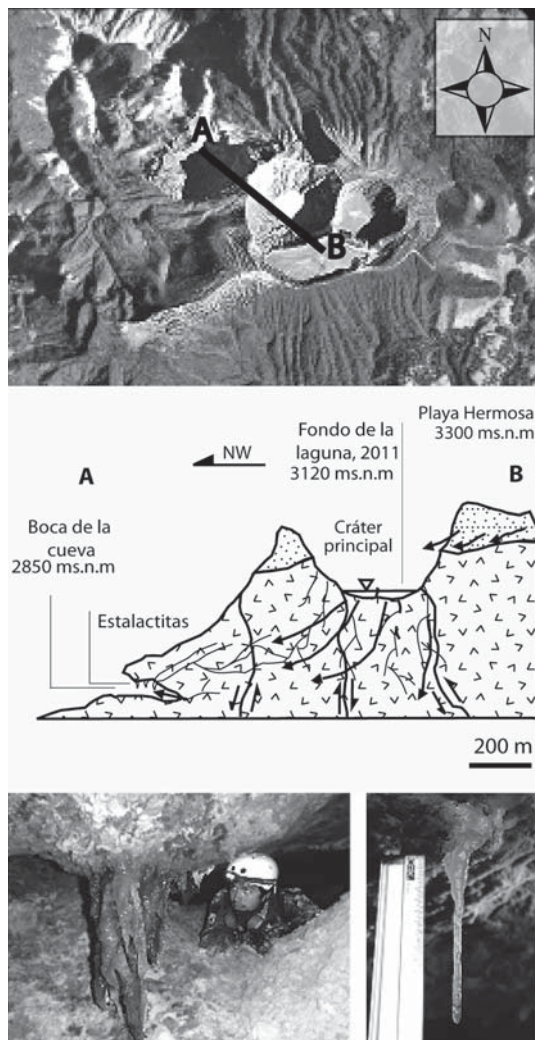 N
A
B
Playa Hermosa
3300 ms.n.m
Fondo de la
laguna, 2011
3120 ms.n.m
NW
A
B
Boca de la
cueva
2850 ms.n.m
Cráter
principal
Estalactitas
200 m